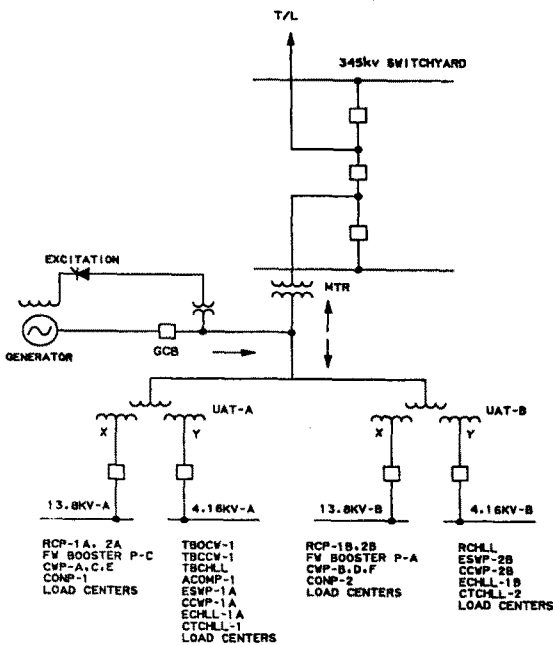 T/L
345kv SWITCHYARD
EXCITATION
MTR
GENERATOR
GCB
UAT-A
UAT-B
X
Y
X
Y
13.8KV-A
4.16KV-A
13.8KV-B
4.16KV-B
RCP-1A, 2A
FW BOOSTER P-C
CWP-A,C,E
CONP-1
LOAD CENTERS
TBOCW-1
TBCCW-1
TBCHLL
ACOMP-1
ESWP-1A
CCWP-1A
ECHLL-1A
CTCHLL-1
LOAD CENTERS
RCP-1B,2B
FW BOOSTER P-A
CWP-B,D,F
CONP-2
LOAD CENTERS
RCHLL
ESWP-2B
CCWP-2B
ECHLL-1B
CTCHLL-2
LOAD CENTERS